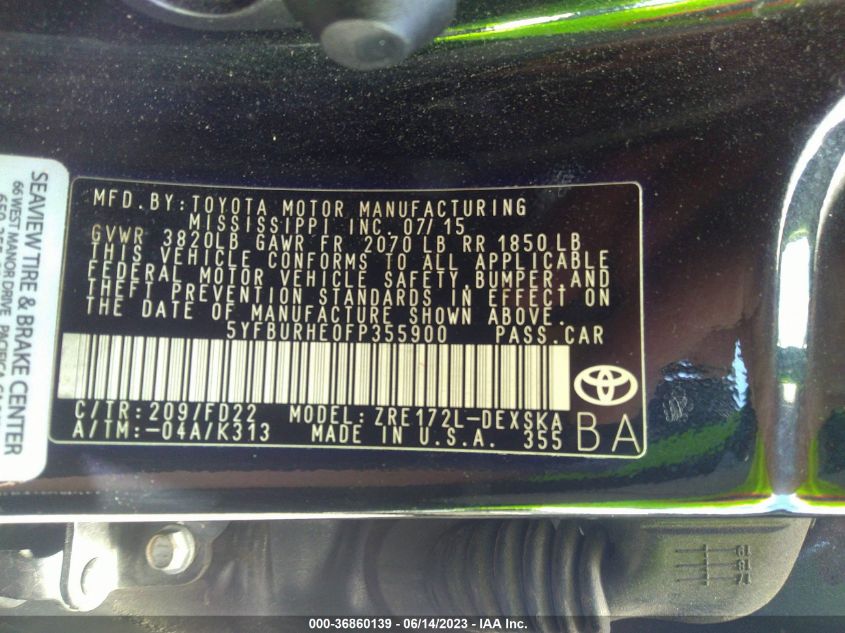 MFD. BY: TOYOTA MOTOR MANUFACTURING
MISSISSIPPI INC. 07/15
GVWR 3820LB GAWR FR 2070 LB RR 1850 LB
THIS VEHICLE CONFORMS TO ALL APPLICABLE
FEDERAL MOTOR VEHICLE SAFETY,BUMPER,AND
THEFT PREVENTION STANDARDS IN EFFECT ON
THE DATE OF MANUFACTURE SHOWN ABOVE.
5YFBURHE0FP355900 PASS.CAR
C/TR: 209/FD22 MODEL: ZRE172L-DEXSKA
A/TM:-04A/K313 MADE IN U.S.A. 355
BA
SEAVIEW TIRE & BRAKE CENTER
66 WEST MANOR DRIVE, PACIFICA
000-36860139 - 06/14/2023 - IAA Inc.